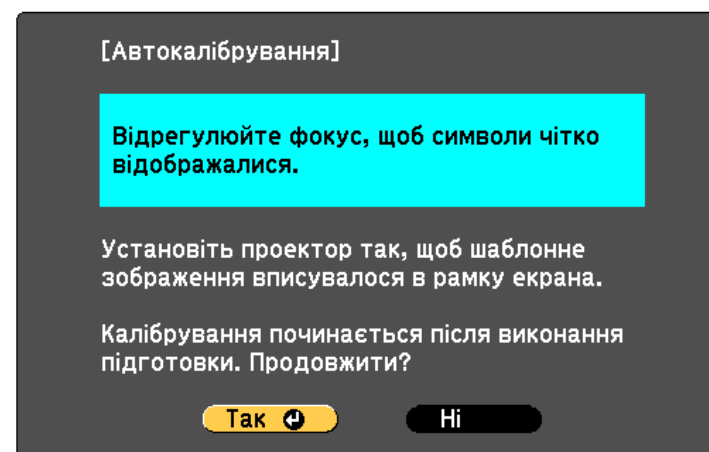 [Автокалібрування]
Відрегулюйте фокус, щоб символи чітко
відображалися.
Установіть проектор так, щоб шаблонне
зображення вписувалося в рамку екрана.
Калібрування починається після виконання
підготовки. Продовжити?
Так Ні